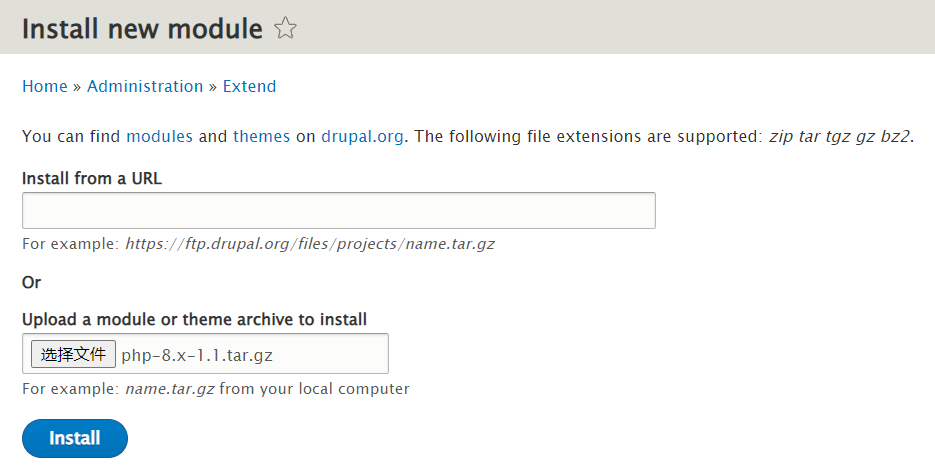 Install new module
Home » Administration » Extend
You can find modules and themes on drupal.org. The following file extensions are supported: zip tar tgz gz bz2.
Install from a URL
For example: https://ftp.drupal.org/files/projects/name.tar.gz
Or
Upload a module or theme archive to install
选择文件 php-8.x-1.1.tar.gz
For example: name.tar.gz from your local computer
Install